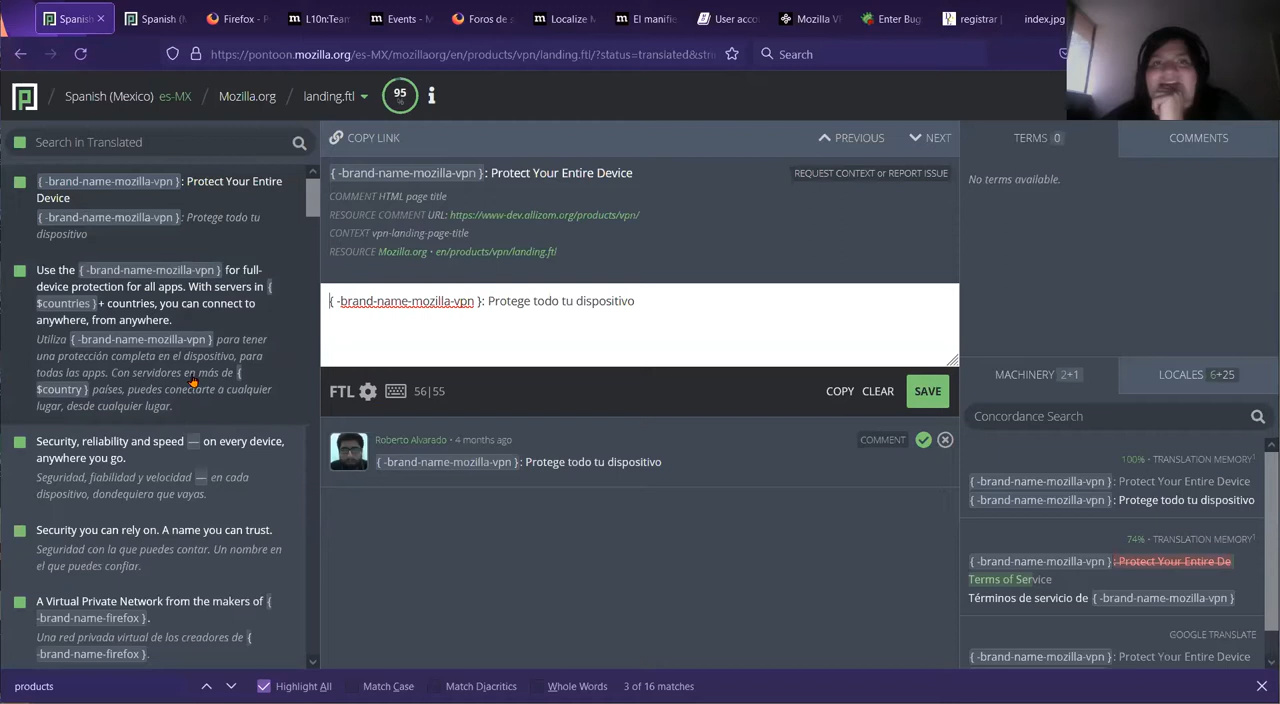 Spanish
Spanish (M
Firefox -
L10n:Team
Events - M
Foros de s
Localize M
El manifie
User acco
Mozilla V
Enter Bug
registrar |
index.jpg
https://pontoon.mozilla.org/es-MX/mozillaorg/en/products/vpn/landing.ftl/?status=translated&stri
Search
/ Spanish (Mexico) es-MX / Mozilla.org / landing.ftl
95
%
Search in Translated
{ -brand-name-mozilla-vpn }: Protect Your Entire
Device
{ -brand-name-mozilla-vpn }: Protege todo tu
dispositivo
Use the { -brand-name-mozilla-vpn } for full-
device protection for all apps. With servers in {
$countries }+ countries, you can connect to
anywhere, from anywhere.
Utiliza { -brand-name-mozilla-vpn } para tener
una protección completa en el dispositivo, para
todas las apps. Con servidores en más de {
$country } países, puedes conectarte a cualquier
lugar, desde cualquier lugar.
Security, reliability and speed — on every device,
anywhere you go.
Seguridad, fiabilidad y velocidad — en cada
dispositivo, dondequiera que vayas.
Security you can rely on. A name you can trust.
Seguridad con la que puedes contar. Un nombre en
el que puedes confiar.
A Virtual Private Network from the makers of {
-brand-name-firefox }.
Una red privada virtual de los creadores de {
-brand-name-firefox }.
COPY LINK
PREVIOUS
NEXT
{ -brand-name-mozilla-vpn }: Protect Your Entire Device
REQUEST CONTEXT or REPORT ISSUE
COMMENT HTML page title
RESOURCE COMMENT URL: https://www-dev.allizom.org/products/vpn/
CONTEXT vpn-landing-page-title
RESOURCE Mozilla.org • en/products/vpn/landing.ftl
{ -brand-name-mozilla-vpn }: Protege todo tu dispositivo
FTL
56|55
COPY
CLEAR
SAVE
Roberto Alvarado • 4 months ago
COMMENT
{ -brand-name-mozilla-vpn }: Protege todo tu dispositivo
TERMS 0
COMMENTS
No terms available.
MACHINERY 2+1
LOCALES 6+25
Concordance Search
100% • TRANSLATION MEMORY1
{ -brand-name-mozilla-vpn }: Protect Your Entire Device
{ -brand-name-mozilla-vpn }: Protege todo tu dispositivo
74% • TRANSLATION MEMORY1
{ -brand-name-mozilla-vpn }: Protect Your Entire De
Terms of Service
Términos de servicio de { -brand-name-mozilla-vpn }
GOOGLE TRANSLATE
{ -brand-name-mozilla-vpn }: Protect Your Entire Device
products
Highlight All
Match Case
Match Diacritics
Whole Words
3 of 16 matches